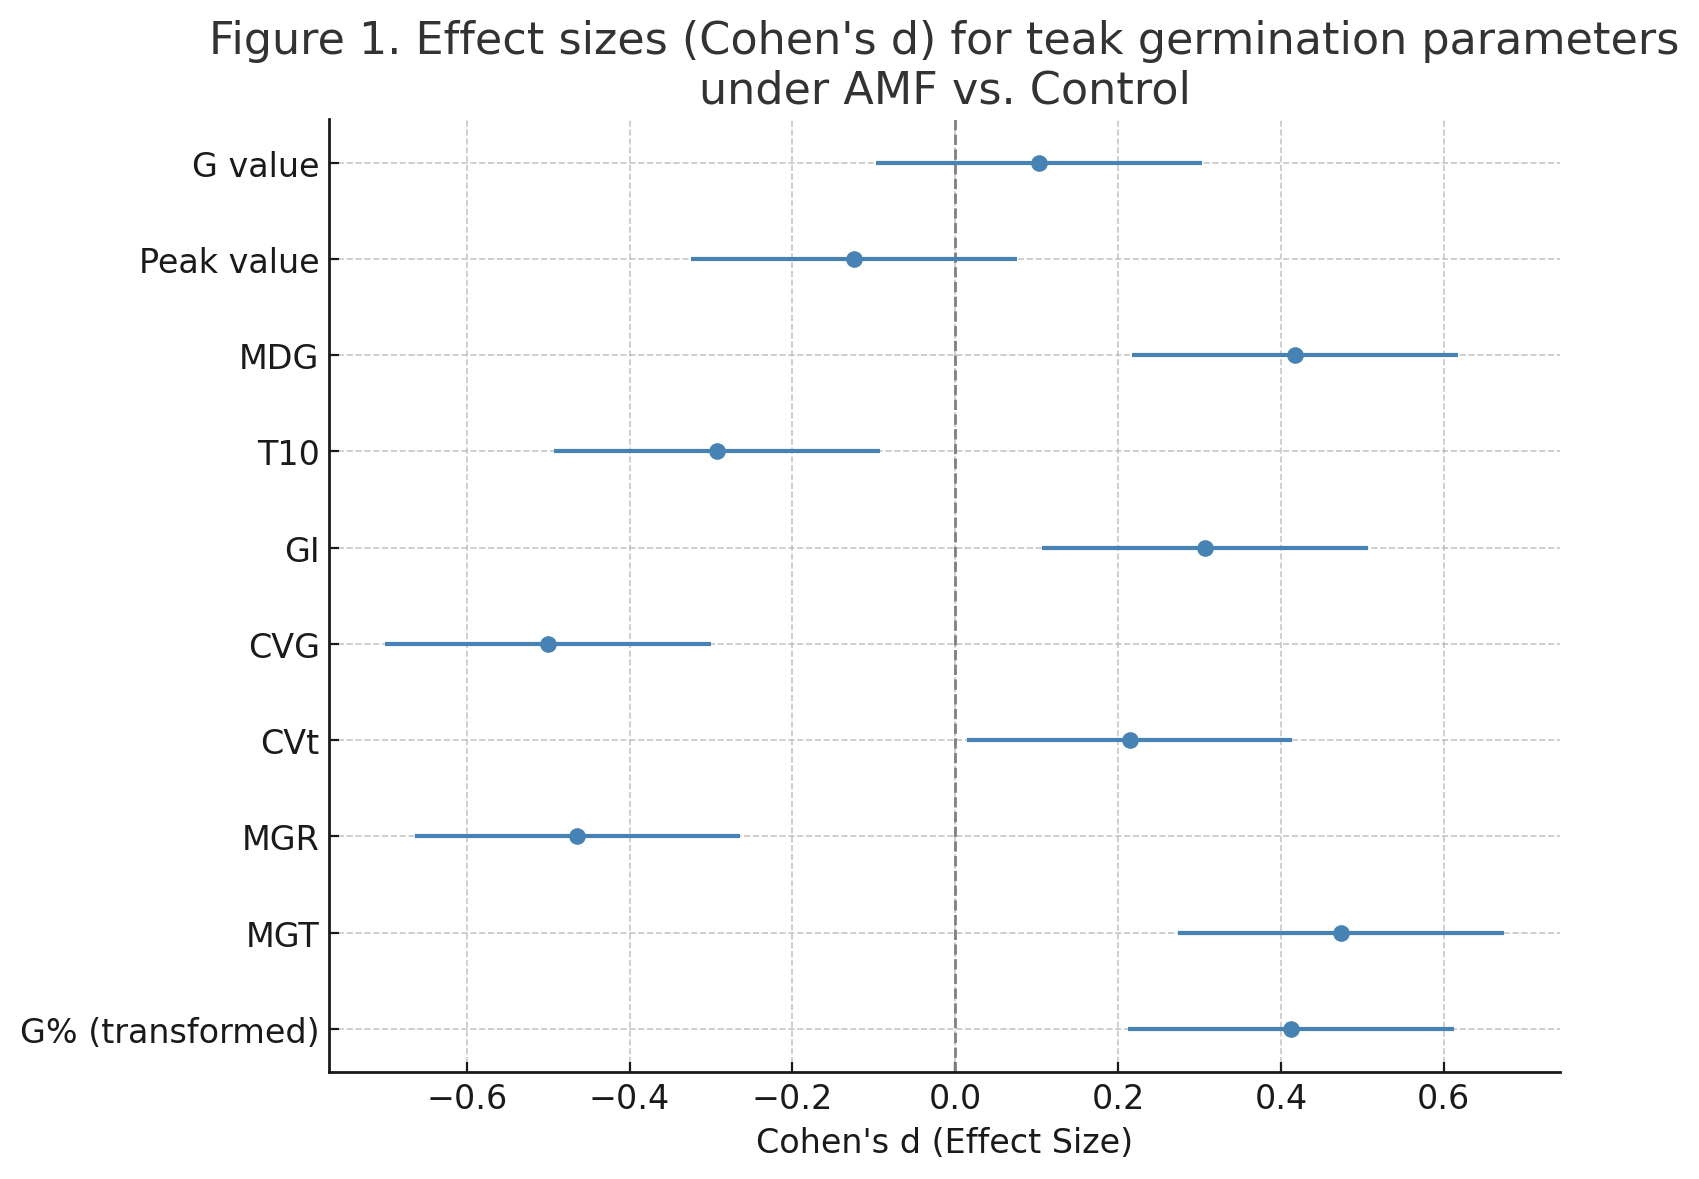 Figure 1. Effect sizes (Cohen's d) for teak germination parameters
under AMF vs. Control
G value
Peak value
MDG
T10
GI
CVG
CVt
MGR
MGT
G% (transformed)
−0.6 −0.4 −0.2 0.0 0.2 0.4 0.6
Cohen's d (Effect Size)